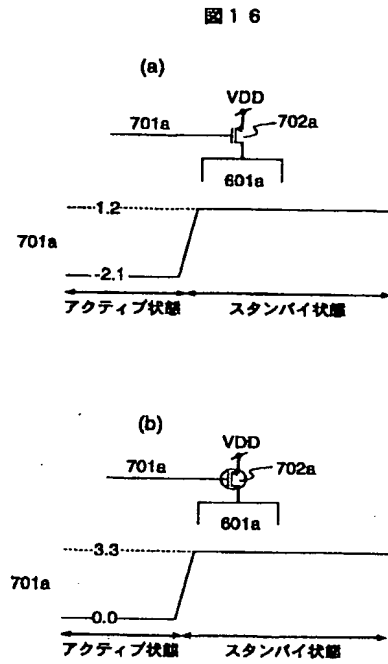 図16
(a)
VDD
701a
702a
601a
1.2
701a
-2.1
アクティブ状態
スタンバイ状態
(b)
VDD
701a
702a
601a
3.3
701a
0.0
アクティブ状態
スタンバイ状態